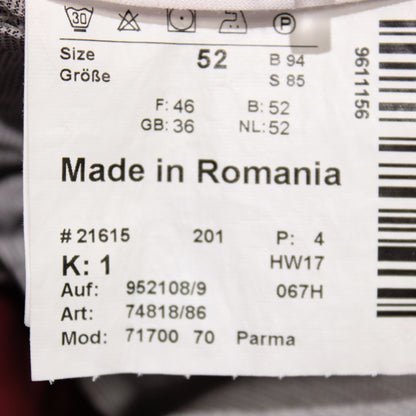 30 P
Size 52 B 94
Größe S 85
F: 46 B: 52
GB: 36 NL: 52
Made in Romania
# 21615 201 P: 4
K: 1 HW17
Auf: 952108/9 067H
Art: 74818/86
Mod: 71700 70 Parma
9611156